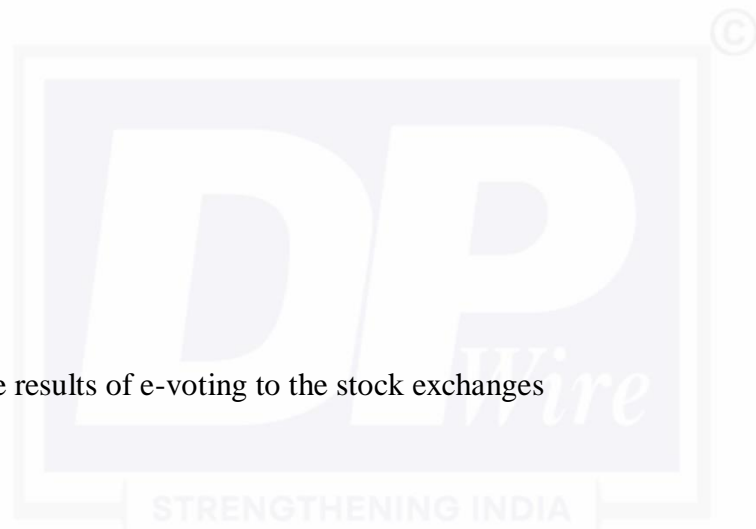 ©
DP
Wire
e results of e-voting to the stock exchanges
STRENGTHENING INDIA